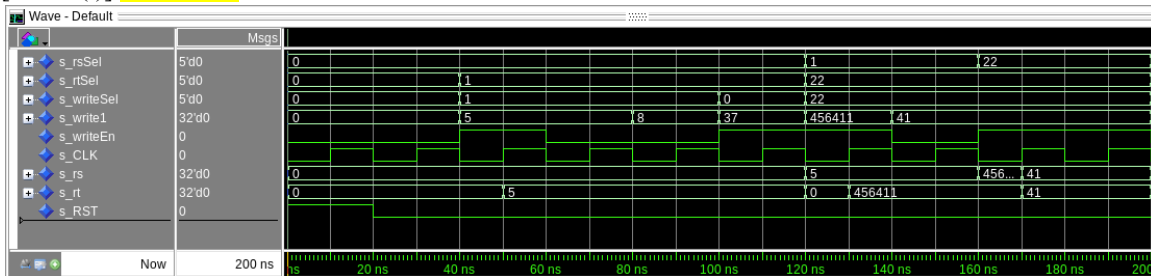 Wave - Default
Msgs
s_rsSel 5'd0 0 1 22
s_rtSel 5'd0 0 1 22
s_writeSel 5'd0 0 1 0 22
s_write1 32'd0 0 5 8 37 456411 41
s_writeEn 0
s_CLK 0
s_rs 32'd0 0 5 456... 41
s_rt 32'd0 0 5 0 456411 41
s_RST 0
Now 200 ns ns 20 ns 40 ns 60 ns 80 ns 100 ns 120 ns 140 ns 160 ns 180 ns 200